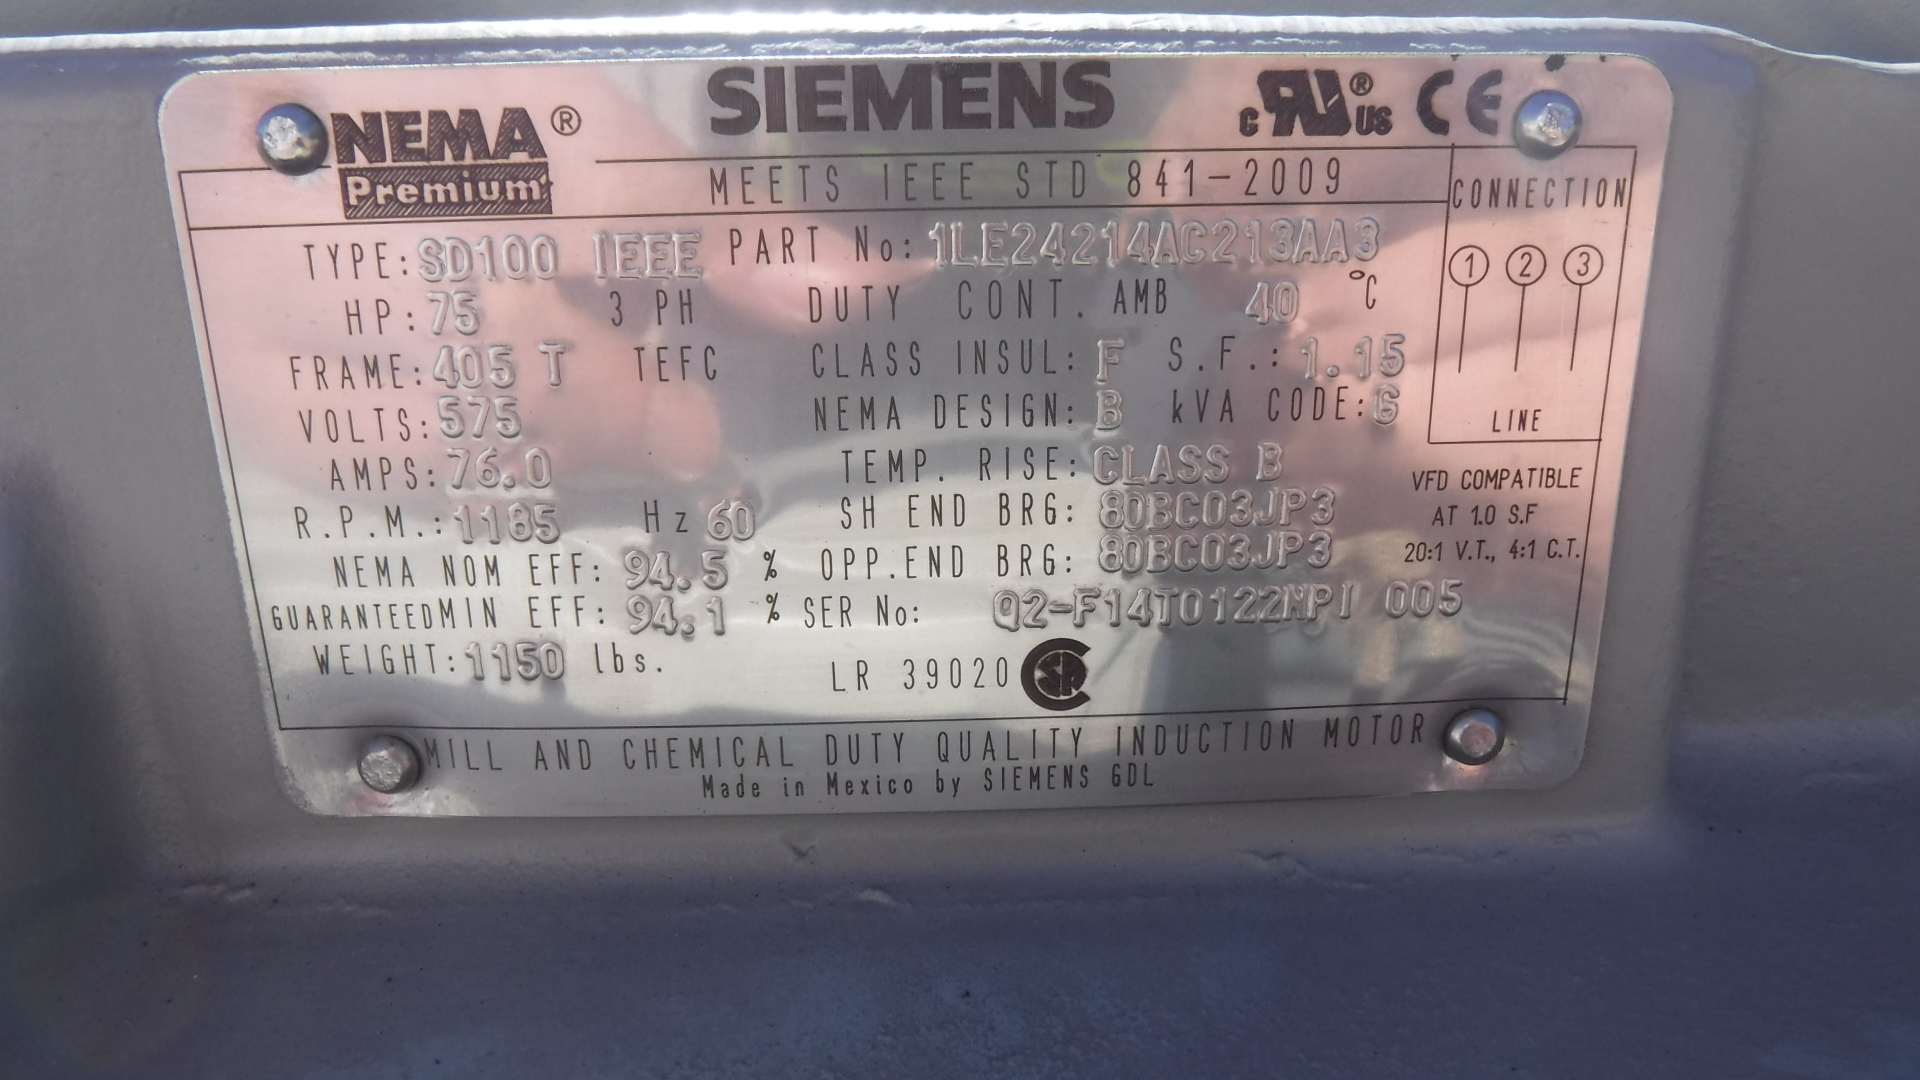 SIEMENS
NEMA®
Premium
C UR® US CE
MEETS IEEE STD 841-2009
TYPE: SD100 IEEE PART No: 1LE24214AC213AA3
HP: 75 3 PH DUTY CONT. AMB 40 °C
FRAME: 405 T TEFC CLASS INSUL: F S.F.: 1.15
VOLTS: 575 NEMA DESIGN: B kVA CODE: G
AMPS: 76.0 TEMP. RISE: CLASS B
R.P.M.: 1185 Hz 60 SH END BRG: 80BC03JP3
NEMA NOM EFF: 94.5 % OPP.END BRG: 80BC03JP3
GUARANTEED MIN EFF: 94.1 % SER No: Q2-F14T0122NP1 005
WEIGHT: 1150 lbs. LR 39020 SA
CONNECTION
1 2 3
LINE
VFD COMPATIBLE
AT 1.0 S.F
20:1 V.T., 4:1 C.T.
MILL AND CHEMICAL DUTY QUALITY INDUCTION MOTOR
Made in Mexico by SIEMENS GDL